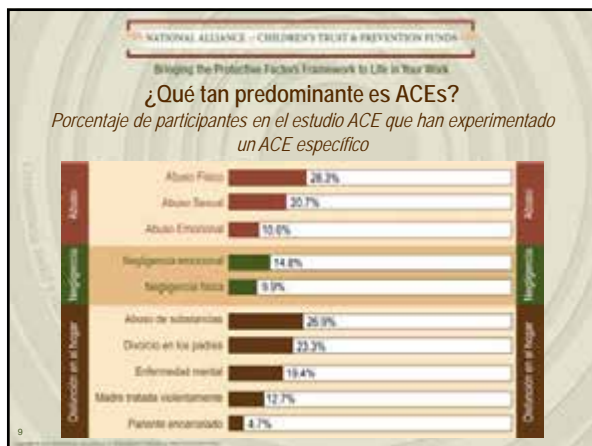 NATIONAL ALLIANCE of CHILDREN'S TRUST & PREVENTION FUNDS
Bringing the Protective Factors Framework to Life in Your Work
¿Qué tan predominante es ACEs?
Porcentaje de participantes en el estudio ACE que han experimentado
un ACE específico
Abuso
Abuso Físico 28.3%
Abuso Sexual 20.7%
Abuso Emocional 10.6%
Abuso
Negligencia
Negligencia emocional 14.8%
Negligencia física 9.9%
Negligencia
Disfunción en el hogar
Abuso de substancias 26.9%
Divorcio en los padres 23.3%
Enfermedad mental 19.4%
Madre tratada violentamente 12.7%
Pariente encarcelado 4.7%
Disfunción en el hogar
9